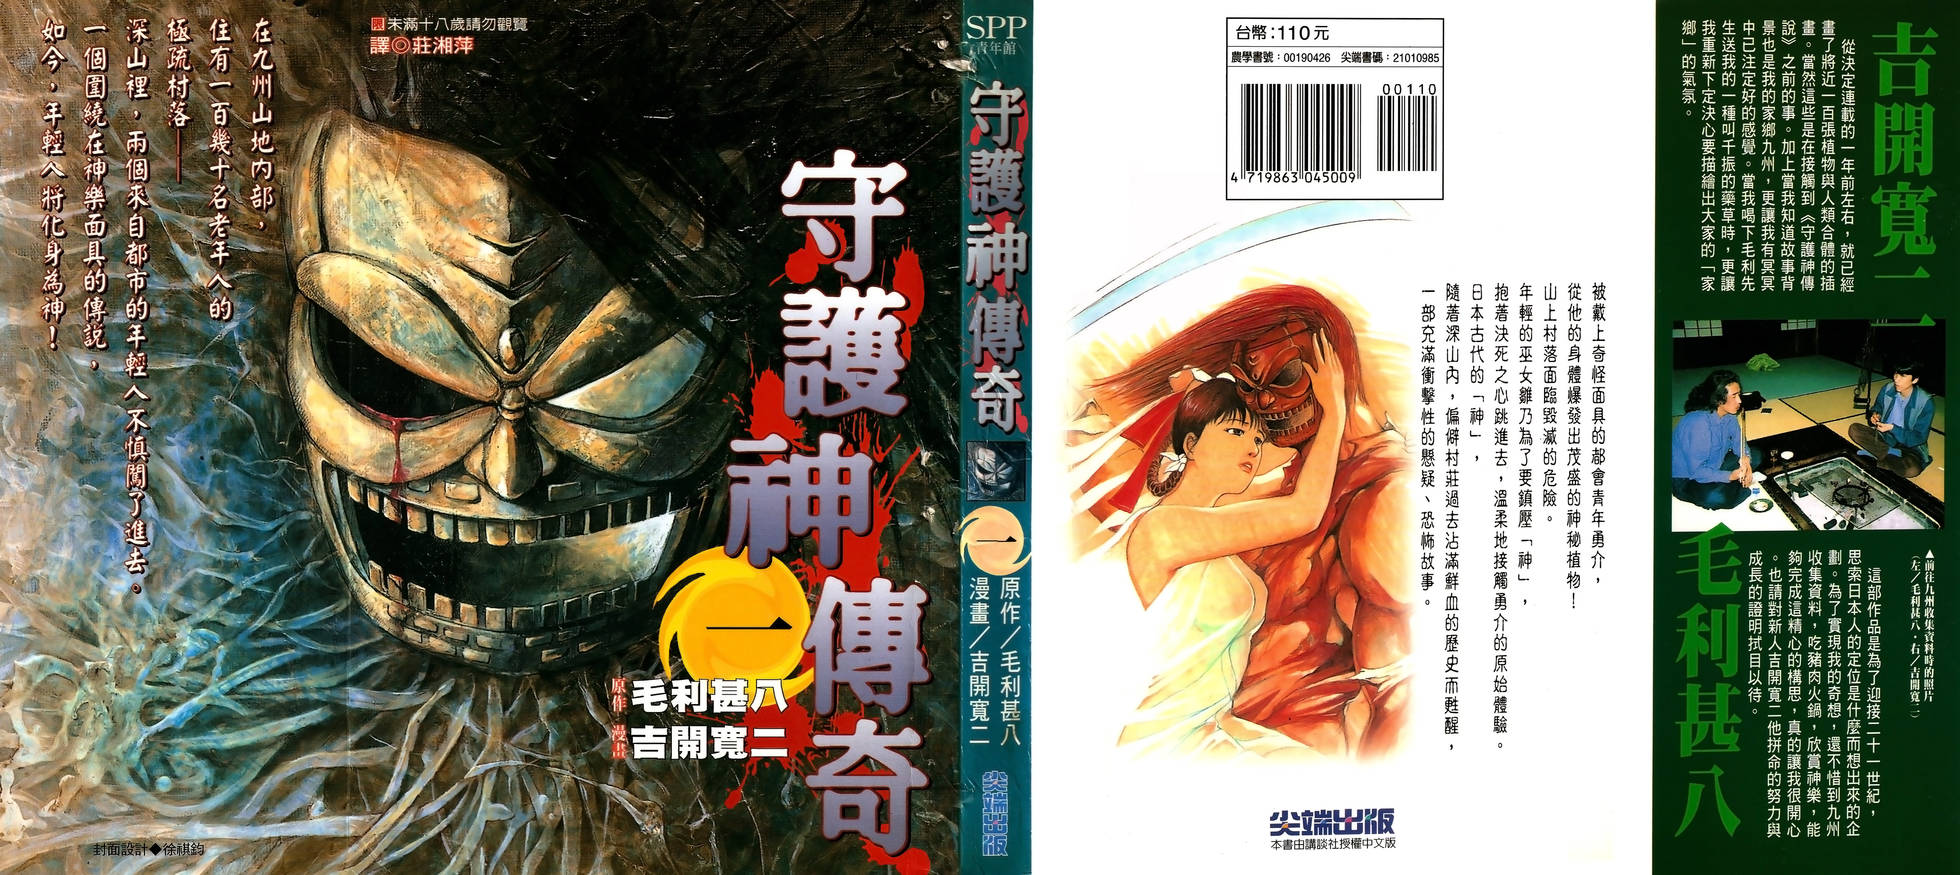 限 未滿十八歲請勿觀覽
譯◎莊湘萍
在九州山地內部，
住有一百幾十名老年人的
極疏村落——
深山裡，兩個來自都市的年輕人不慎闖了進去。
一個圍繞在神樂面具的傳說，
如今，年輕人將化身為神！
守護神傳奇
一
原作 毛利甚八
漫畫 吉開寬二
封面設計◆徐祺鈞
SPP
青年館
守護神傳奇
一
原作／毛利甚八
漫畫／吉開寬二
尖端出版
台幣：110元
農學書號：00190426 尖端書碼：21010985
00110
4 719863 045009
被戴上奇怪面具的都會青年勇介，
從他的身體爆發出茂盛的神秘植物！
山上村落面臨毀滅的危險。
年輕的巫女雛乃為了要鎮壓「神」，
抱著決死之心跳進去，溫柔地接觸勇介的原始體驗。
日本古代的「神」，
隨著深山內，偏僻村莊過去沾滿鮮血的歷史而甦醒，
一部充滿衝擊性的懸疑、恐怖故事。
尖端出版
本書由講談社授權中文版
吉開寬二
從決定連載的一年前左右，就已經
畫了將近一百張植物與人類合體的插
畫。當然這些是在接觸到《守護神傳
說》之前的事。加上當我知道故事背
景也是我的家鄉九州，更讓我有冥冥
中已注定好的感覺。當我喝下毛利先
生送我的一種叫千振的藥草時，更讓
我重新下定決心要描繪出大家的「家
鄉」的氣氛。
▲前往九州收集資料時的照片
（左／毛利甚八・右／吉開寬二）
毛利甚八
這部作品是為了迎接二十一世紀，
思索日本人的定位是什麼而想出來的企
劃。為了實現我的奇想，還不惜到九州
收集資料，吃豬肉火鍋，欣賞神樂，能
夠完成這精心的構思，真的讓我很開心
。也請對新人吉開寬二他拼命的努力與
成長的證明拭目以待。